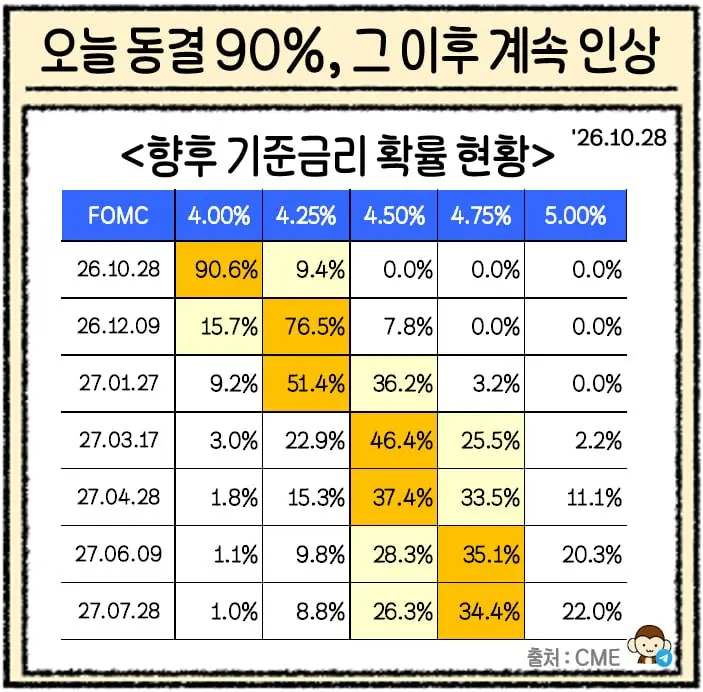 오늘 동결 90%, 그 이후 계속 인상
<향후 기준금리 확률 현황>
'26.10.28
FOMC 4.00% 4.25% 4.50% 4.75% 5.00%
26.10.28 90.6% 9.4% 0.0% 0.0% 0.0%
26.12.09 15.7% 76.5% 7.8% 0.0% 0.0%
27.01.27 9.2% 51.4% 36.2% 3.2% 0.0%
27.03.17 3.0% 22.9% 46.4% 25.5% 2.2%
27.04.28 1.8% 15.3% 37.4% 33.5% 11.1%
27.06.09 1.1% 9.8% 28.3% 35.1% 20.3%
27.07.28 1.0% 8.8% 26.3% 34.4% 22.0%
출처 : CME